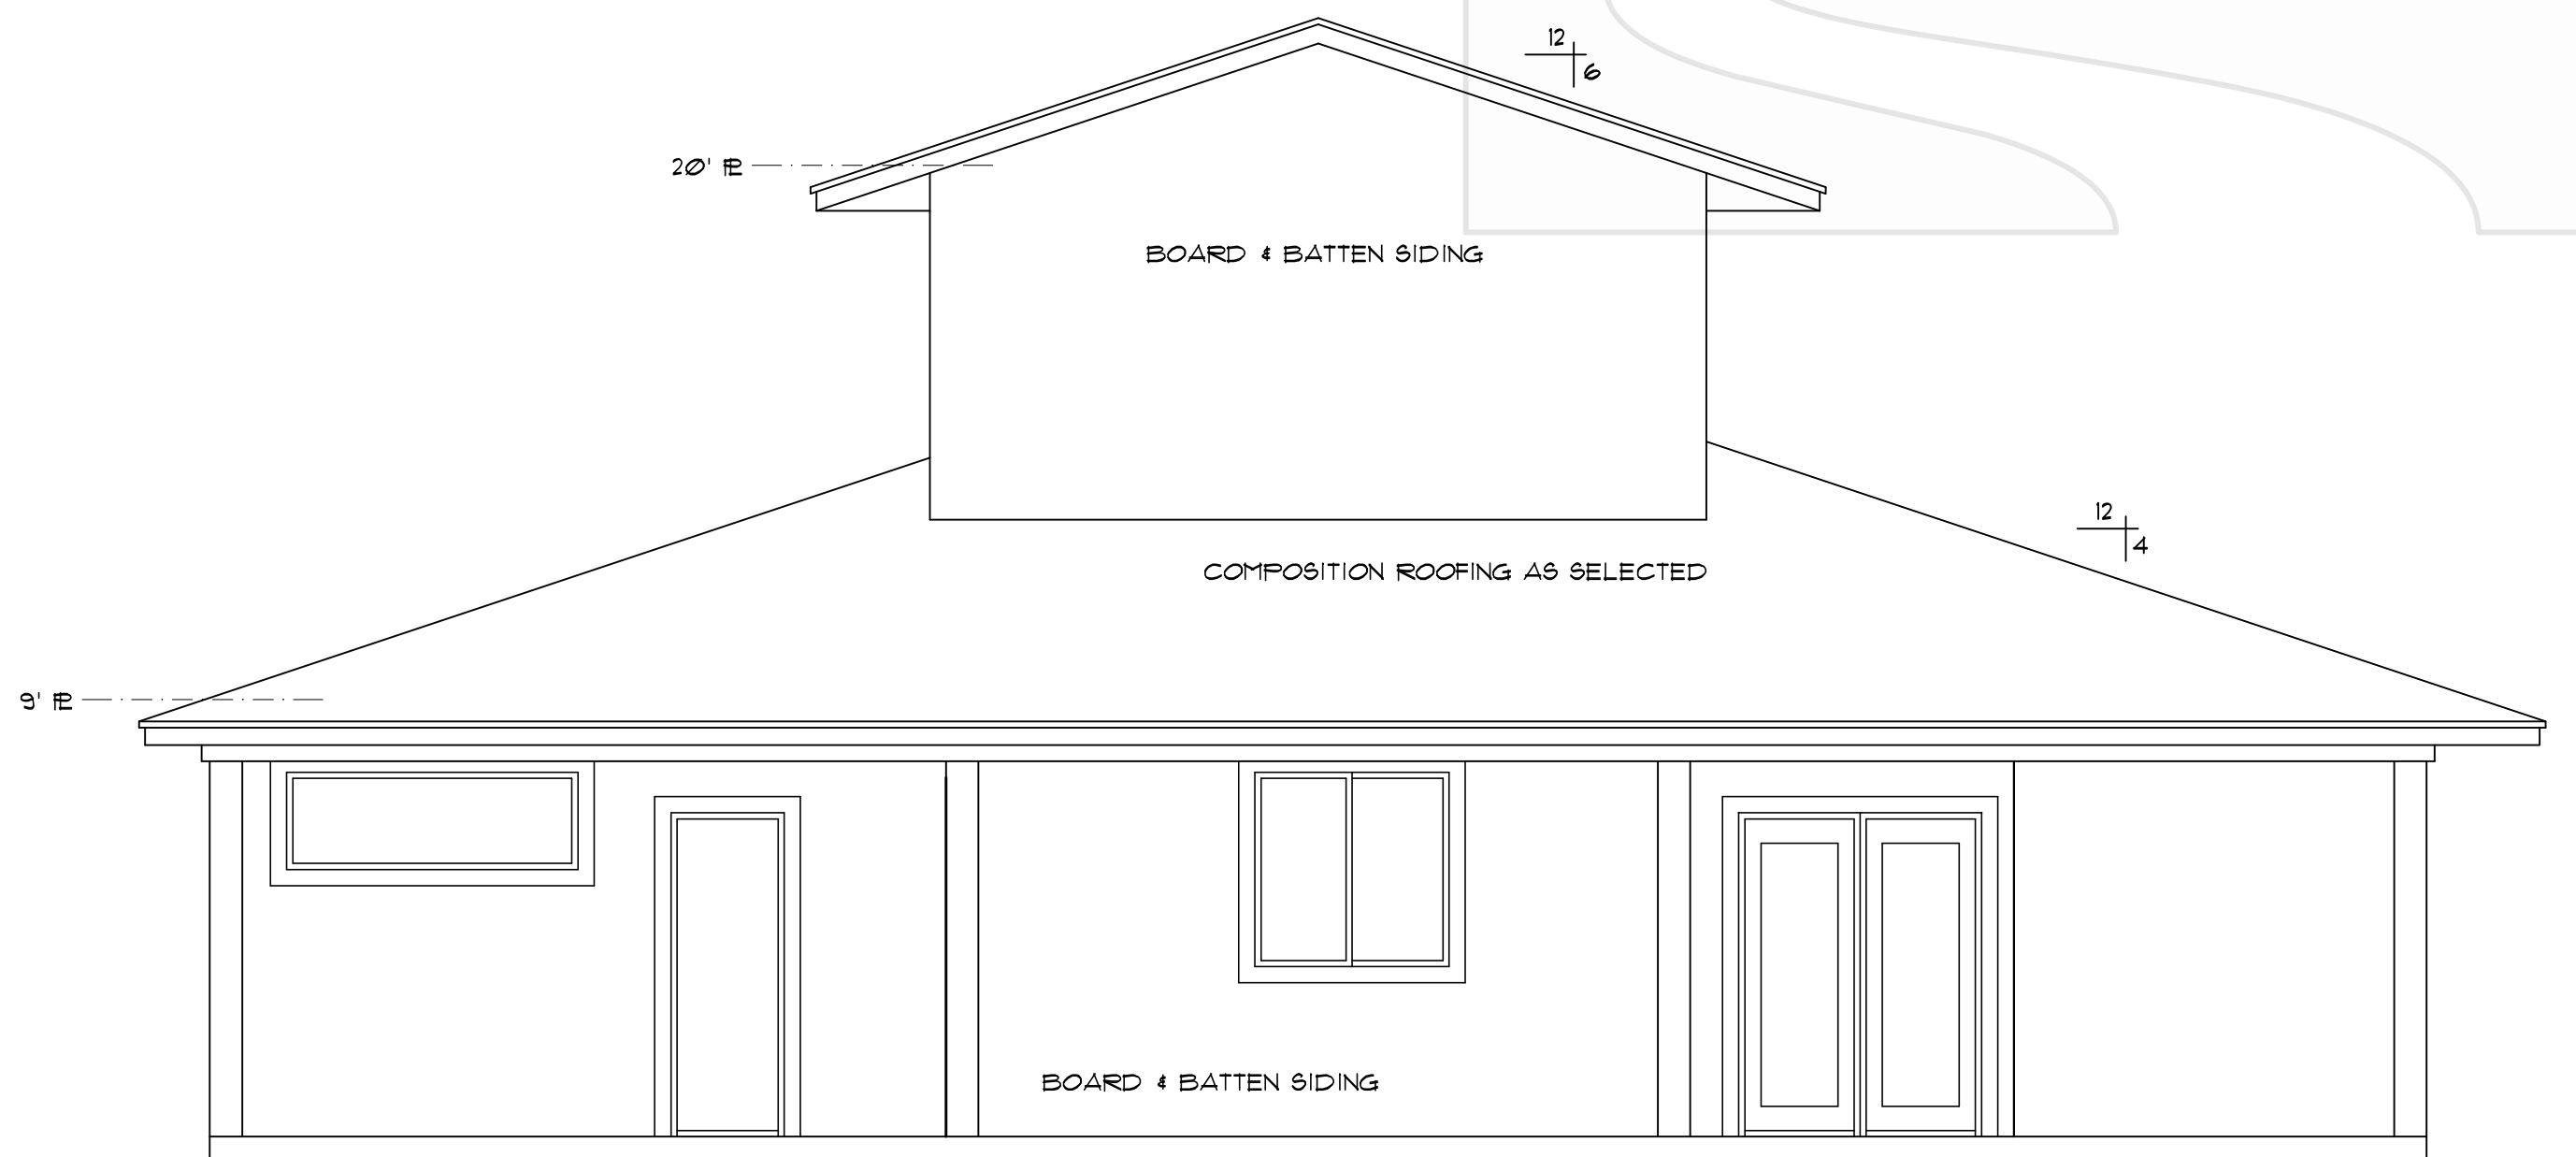 12
6
20' PL
BOARD & BATTEN SIDING
12
4
COMPOSITION ROOFING AS SELECTED
9' PL
BOARD & BATTEN SIDING